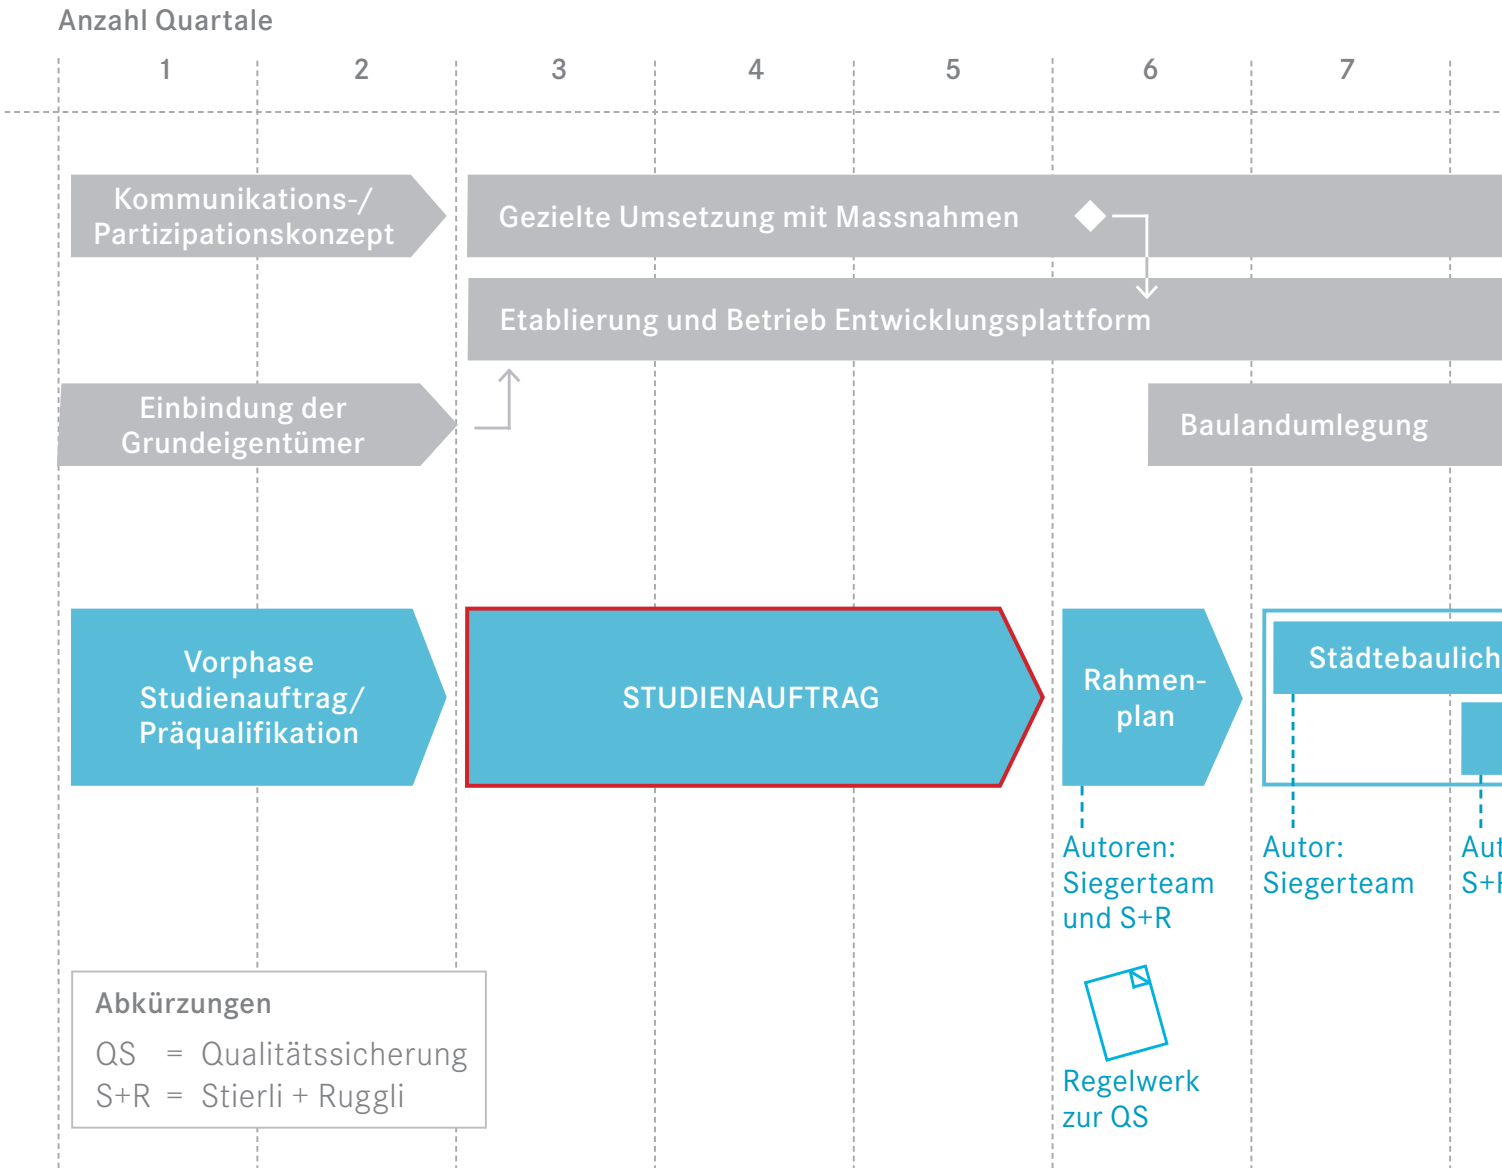 Anzahl Quartale
1 2 3 4 5 6 7
Kommunikations-/
Partizipationskonzept
Gezielte Umsetzung mit Massnahmen
Etablierung und Betrieb Entwicklungsplattform
Einbindung der
Grundeigentümer
Baulandumlegung
Vorphase
Studienauftrag/
Präqualifikation
STUDIENAUFTRAG
Rahmen-
plan
Städtebaulich
Autoren:
Siegerteam
und S+R
Autor:
Siegerteam
Aut
S+R
Regelwerk
zur QS
Abkürzungen
QS = Qualitätssicherung
S+R = Stierli + Ruggli